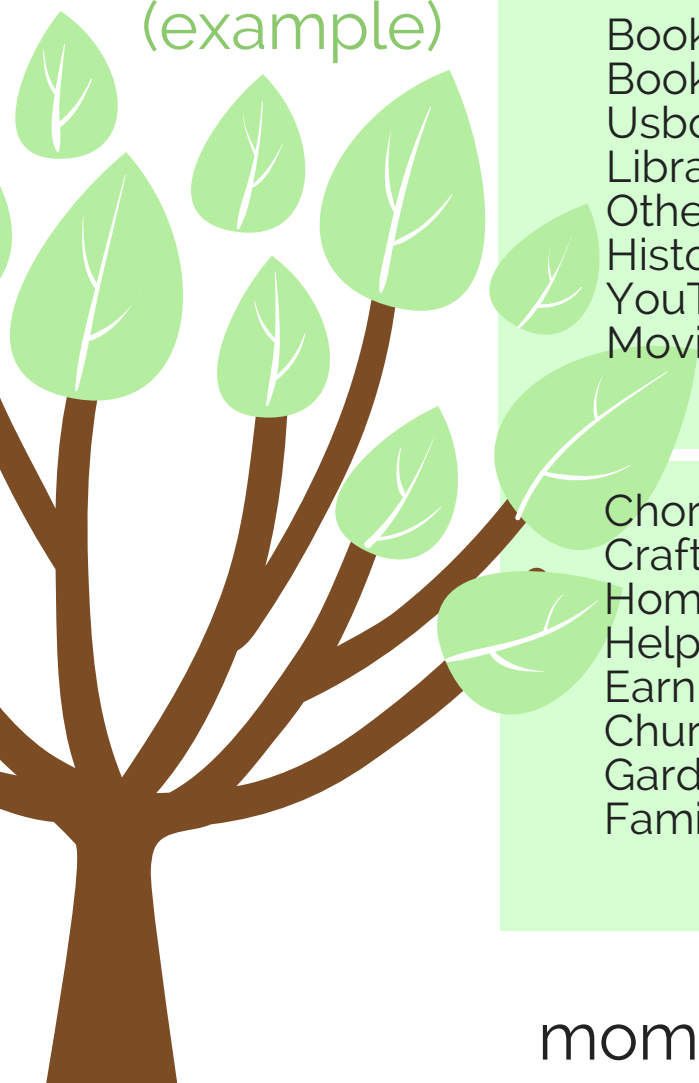 (example)
Book
Book
Usbo
Libra
Othe
Histo
YouT
Movi
Chor
Craft
Hom
Help
Earn
Chur
Gard
Fami
mom